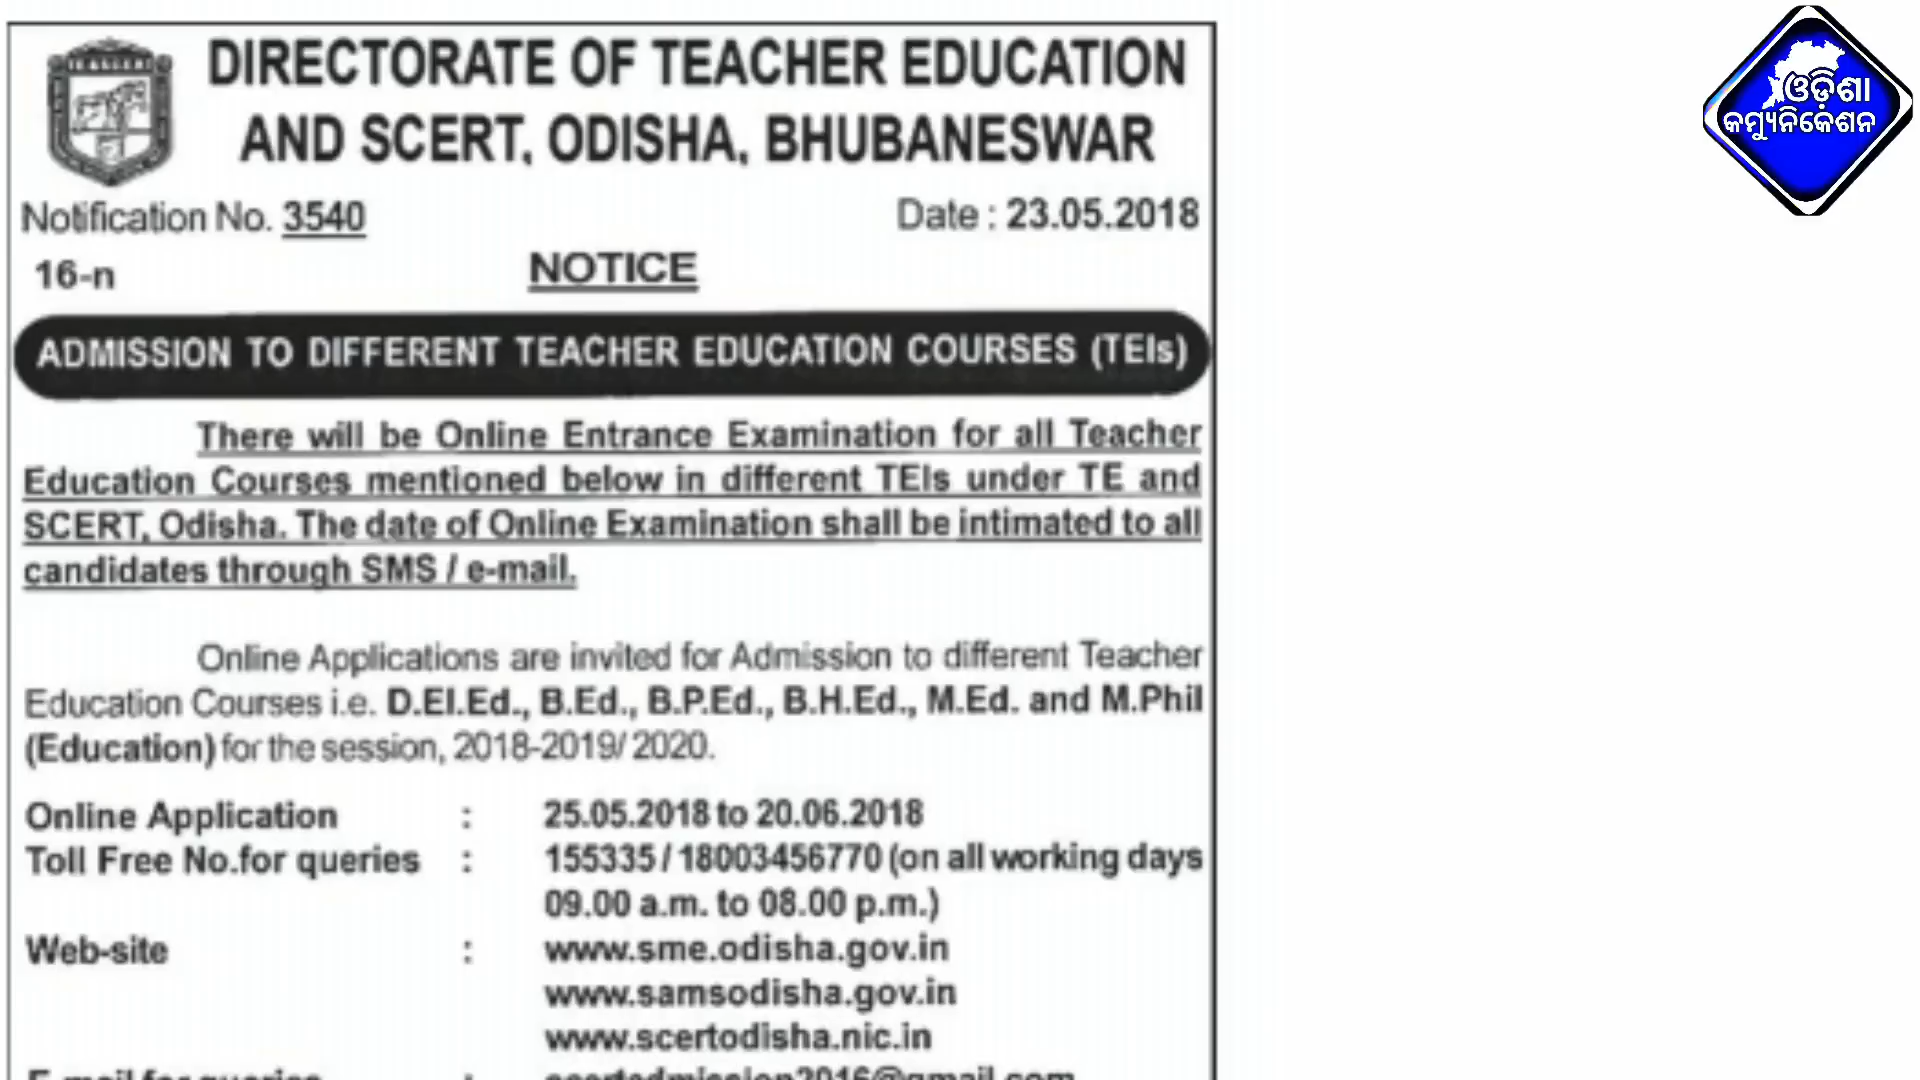 DIRECTORATE OF TEACHER EDUCATION
AND SCERT, ODISHA, BHUBANESWAR
Notification No. 3540
Date : 23.05.2018
16-n
NOTICE
ADMISSION TO DIFFERENT TEACHER EDUCATION COURSES (TEIs)
There will be Online Entrance Examination for all Teacher
Education Courses mentioned below in different TEIs under TE and
SCERT, Odisha. The date of Online Examination shall be intimated to all
candidates through SMS / e-mail.
Online Applications are invited for Admission to different Teacher
Education Courses i.e. D.El.Ed., B.Ed., B.P.Ed., B.H.Ed., M.Ed. and M.Phil
(Education) for the session, 2018-2019/ 2020.
Online Application : 25.05.2018 to 20.06.2018
Toll Free No.for queries : 155335 / 18003456770 (on all working days
09.00 a.m. to 08.00 p.m.)
Web-site : www.sme.odisha.gov.in
www.samsodisha.gov.in
www.scertodisha.nic.in
E-mail for queries : scertadmission2016@gmail.com
ଓଡ଼ିଶା
କମ୍ୟୁନିକେଶନ